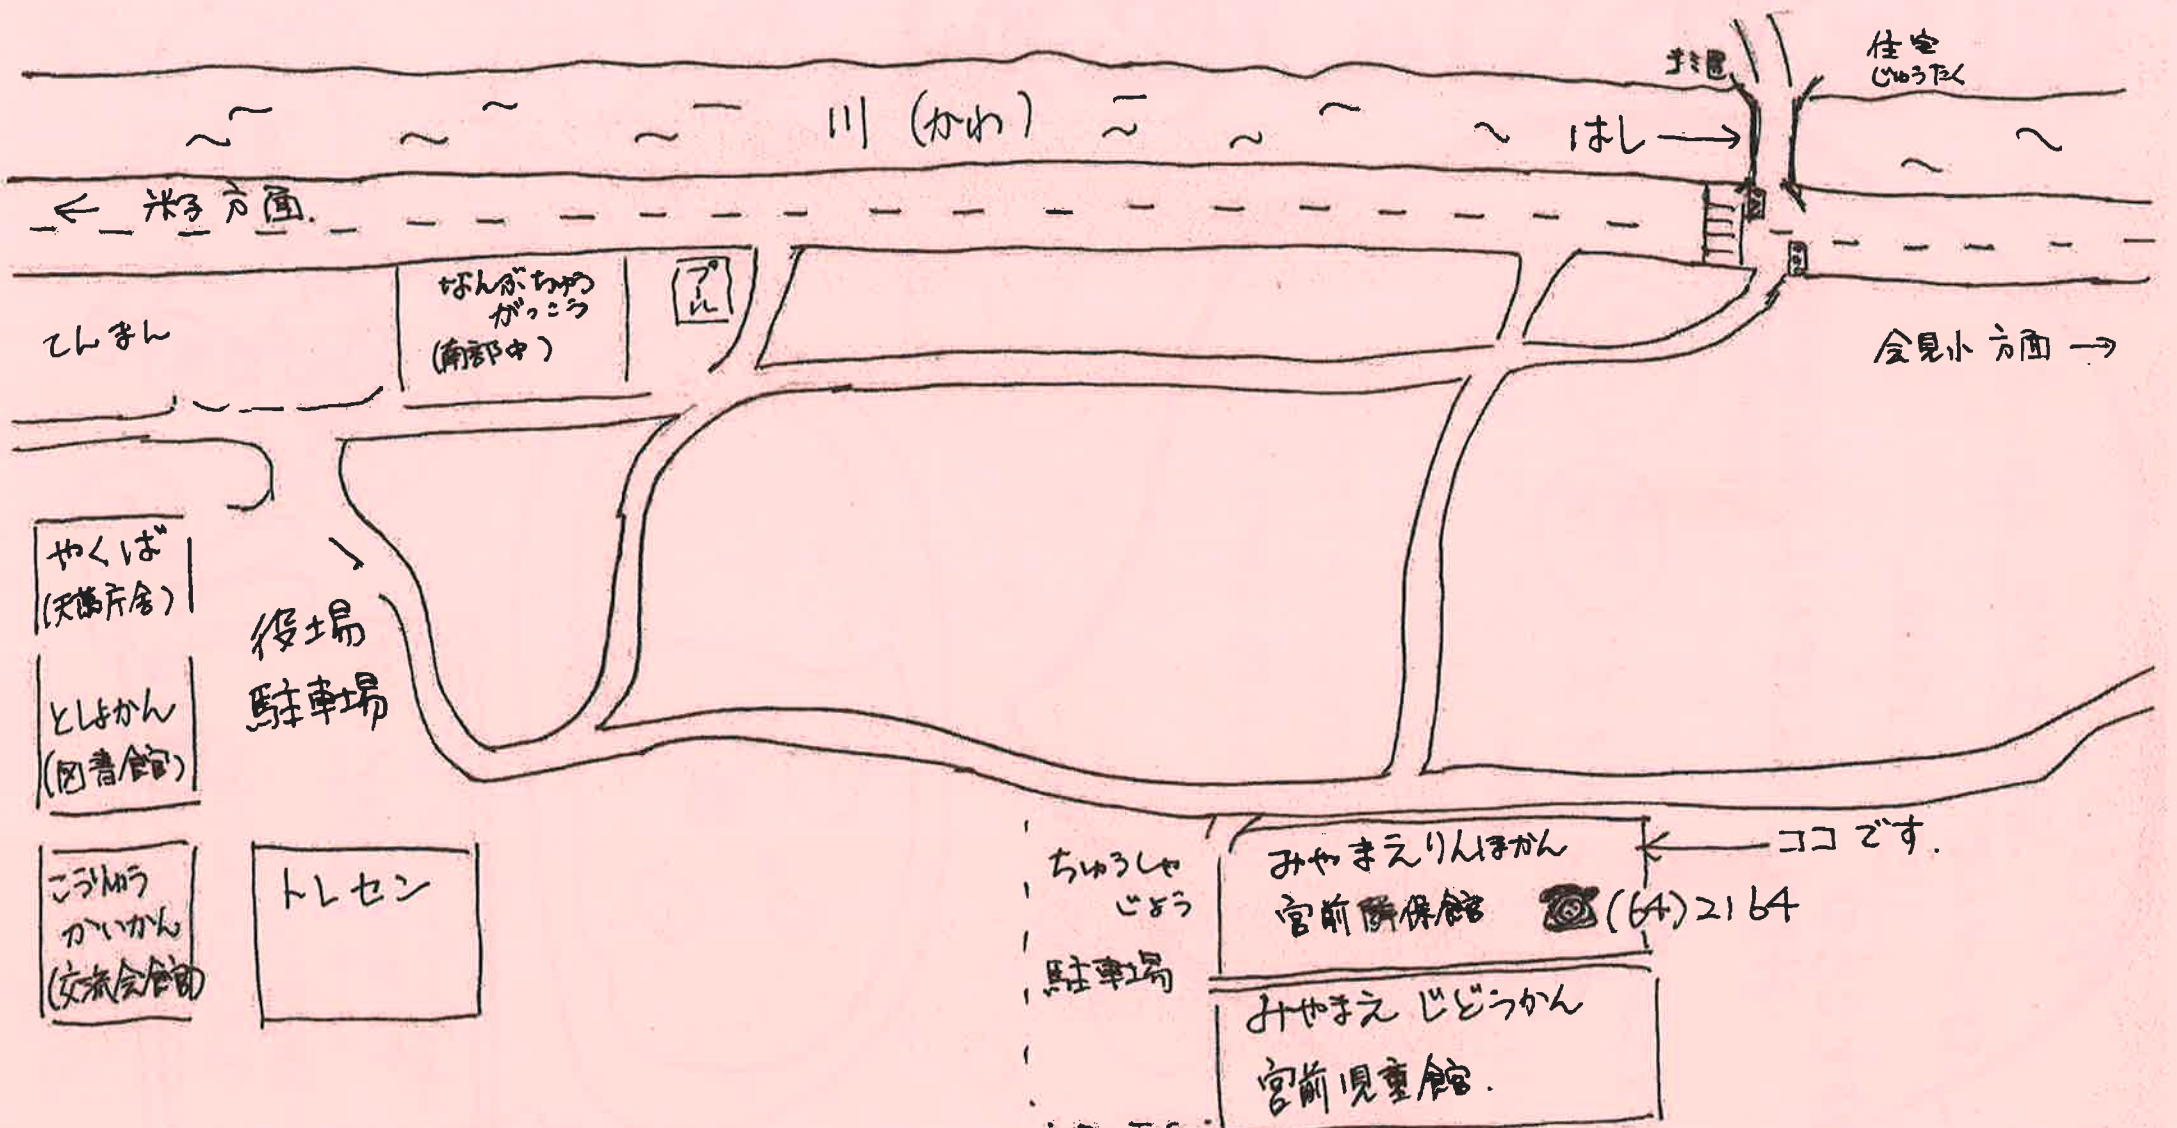 住宅
じゅうたく
川（かわ）
はし→
←米子方面.
なんぶちゅう
がっこう
(南部中)
プール
てんまん
会見小方面→
やくば
(天萬庁舎)
役場
駐車場
としょかん
(図書館)
こうりゅう
かいかん
(交流会館)
トレセン
ちゅうしゃ
じょう
駐車場
みやまえりんほかん
宮前隣保館 ☎(64)2164
←ココです.
みやまえじどうかん
宮前児童館.